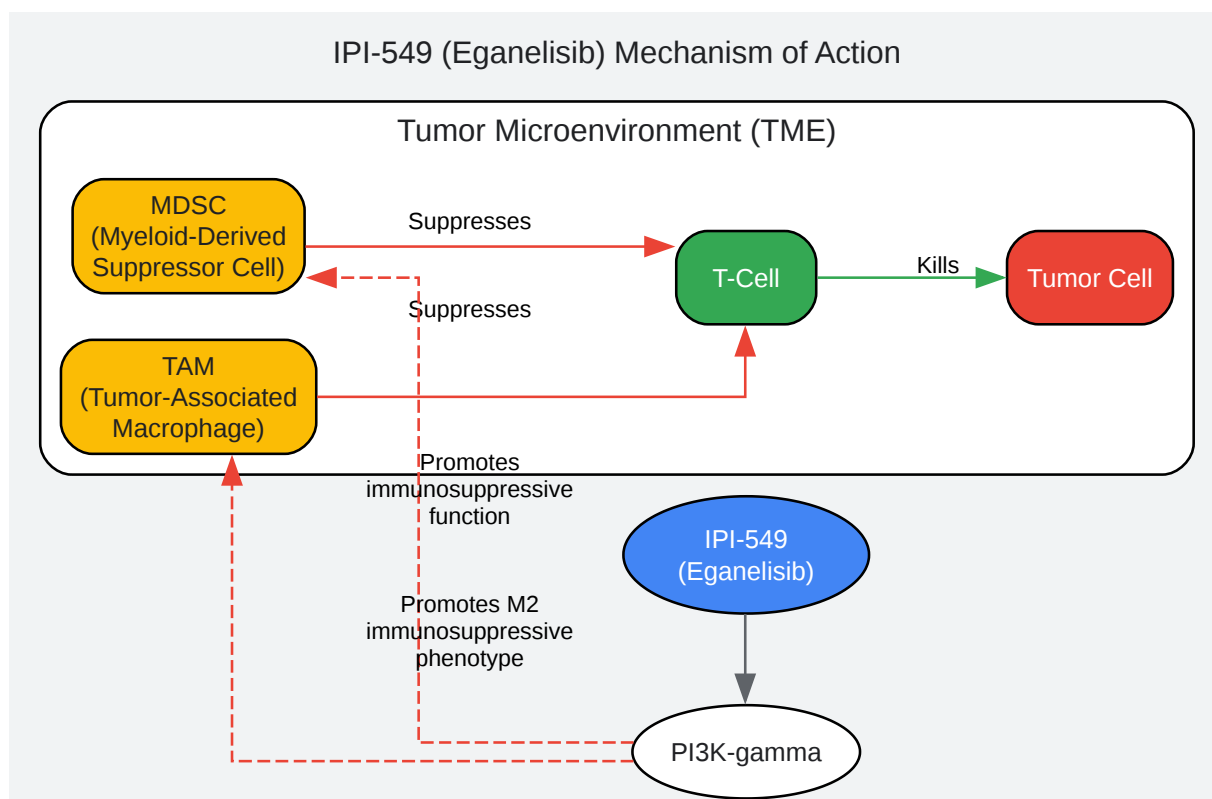 IPI-549 (Eganelisib) Mechanism of Action
Tumor Microenvironment (TME)
MDSC
(Myeloid-Derived
Suppressor Cell)
Suppresses
T-Cell
Kills
Tumor Cell
Suppresses
TAM
(Tumor-Associated
Macrophage)
Promotes
immunosuppressive
function
IPI-549
(Eganelisib)
Promotes M2
immunosuppressive
phenotype
PI3K-gamma